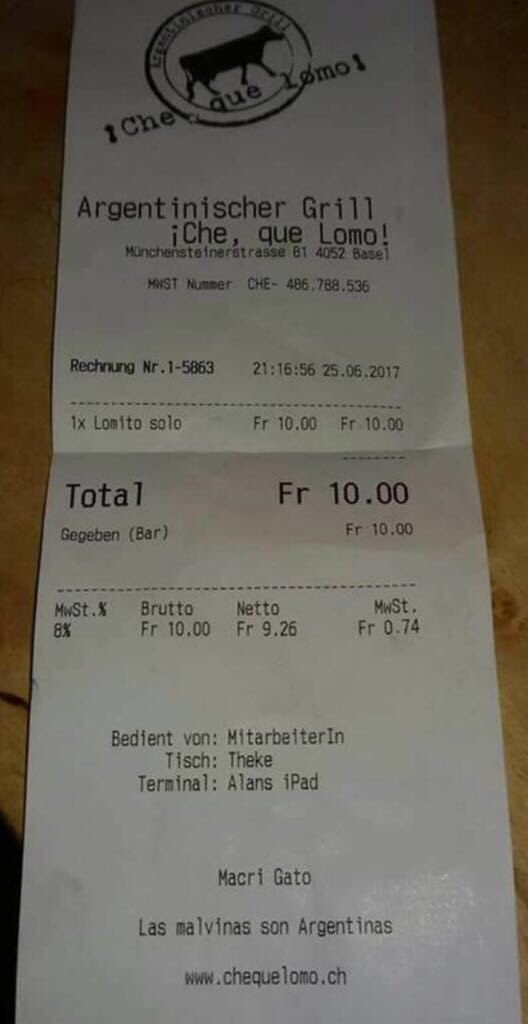 Argentinischer Grill
¡Che que lomo!
Argentinischer Grill
¡Che, que Lomo!
Münchensteinerstrasse 81 4052 Basel
MWST Nummer CHE- 486.788.536
Rechnung Nr.1-5863 21:16:56 25.06.2017
1x Lomito solo Fr 10.00 Fr 10.00
Total Fr 10.00
Gegeben (Bar) Fr 10.00
MwSt.% Brutto Netto MwSt.
8% Fr 10.00 Fr 9.26 Fr 0.74
Bedient von: MitarbeiterIn
Tisch: Theke
Terminal: Alans iPad
Macri Gato
Las malvinas son Argentinas
www.chequelomo.ch